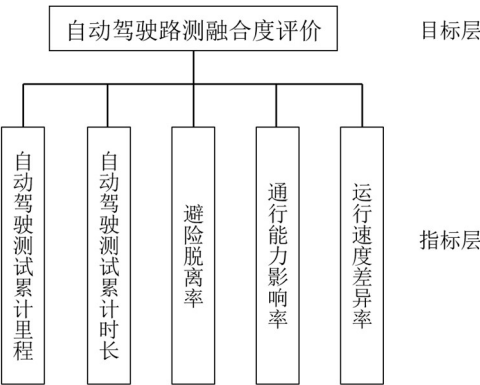 自动驾驶路测融合度评价
目标层
自动驾驶测试累计里程
自动驾驶测试累计时长
避险脱离率
通行能力影响率
运行速度差异率
指标层